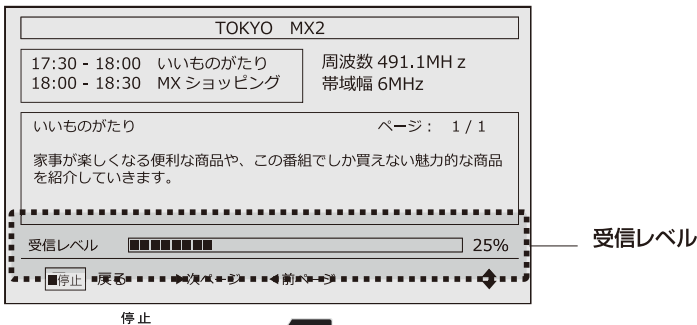 TOKYO MX2
17:30 - 18:00 いいものがたり
18:00 - 18:30 MX ショッピング
周波数 491.1MHz
帯域幅 6MHz
いいものがたり ページ： 1 / 1
家事が楽しくなる便利な商品や、この番組でしか買えない魅力的な商品
を紹介していきます。
受信レベル 25%
受信レベル
■停止 戻る ▶次ページ ◀前ページ
停止